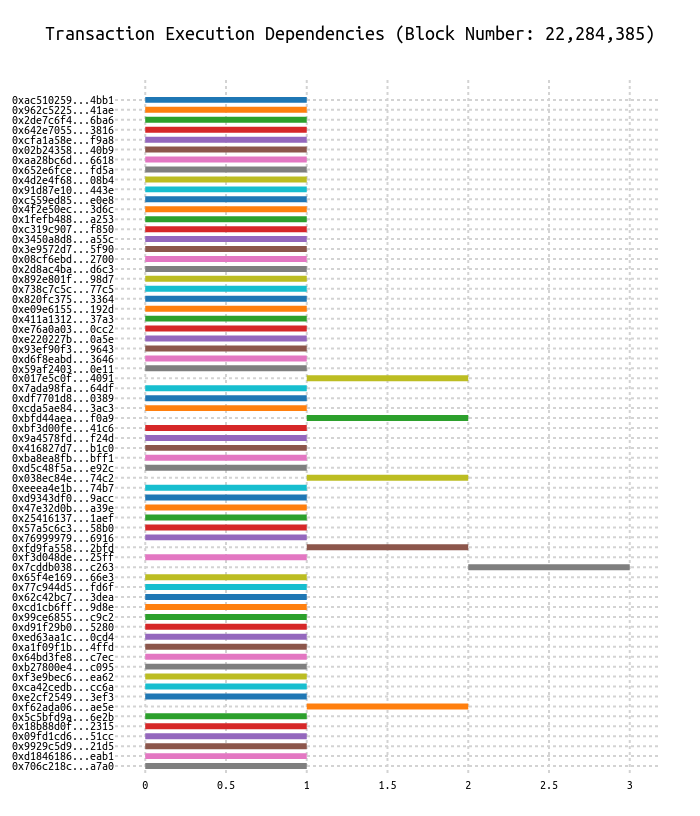 Transaction Execution Dependencies (Block Number: 22,284,385)
0xac510259...4bb1
0x962c5225...41ae
0x2de7c6f4...6ba6
0x642e7055...3816
0xcfa1a58e...f9a8
0x02b24358...40b9
0xaa28bc6d...6618
0x652e6fce...fd5a
0x4d2e4f68...08b4
0x91d87e10...443e
0xc559ed85...e0e8
0x4f2e50ec...3d6c
0x1fefb488...a253
0xc319c907...f850
0x3450a8d8...a55c
0x3e9572d7...5f90
0x08cf6ebd...2700
0x2d8ac4ba...d6c3
0x892e801f...98d7
0x738c7c5c...77c5
0x820fc375...3364
0xe09e6155...192d
0x411a1312...37a3
0xe76a0a03...0cc2
0xe220227b...0a5e
0x93ef90f3...9643
0xd6f8eabd...3646
0x59af2403...0e11
0x017e5c0f...4091
0x7ada98fa...64df
0xdf7701d8...0389
0xcda5ae84...3ac3
0xbfd44aea...f0a9
0xbf3d00fe...41c6
0x9a4578fd...f24d
0x416827d7...b1c0
0xba8ea8fb...bff1
0xd5c48f5a...e92c
0x038ec84e...74c2
0xeeea4e1b...74b7
0xd9343df0...9acc
0x47e32d0b...a39e
0x25416137...1aef
0x57a5c6c3...58b0
0x76999979...6916
0xfd9fa558...2bfd
0xf3d048de...25ff
0x7cddb038...c263
0x65f4e169...66e3
0x77c944d5...fd6f
0x62c42bc7...3dea
0xcd1cb6ff...9d8e
0x99ce6855...c9c2
0xd91f29b0...5280
0xed63aa1c...0cd4
0xa1f09f1b...4ffd
0x64bd3fe8...c7ec
0xb27800e4...c095
0xf3e9bec6...ea62
0xca42cedb...cc6a
0xe2cf2549...3ef3
0xf62ada06...ae5e
0x5c5bfd9a...6e2b
0x18b88d0f...2315
0x09fd1cd6...51cc
0x9929c5d9...21d5
0xd1846186...eab1
0x706c218c...a7a0
0 0.5 1 1.5 2 2.5 3